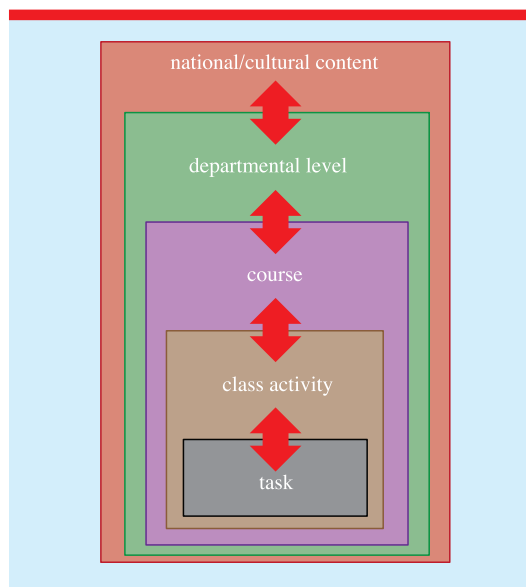 national/cultural content
departmental level
course
class activity
task